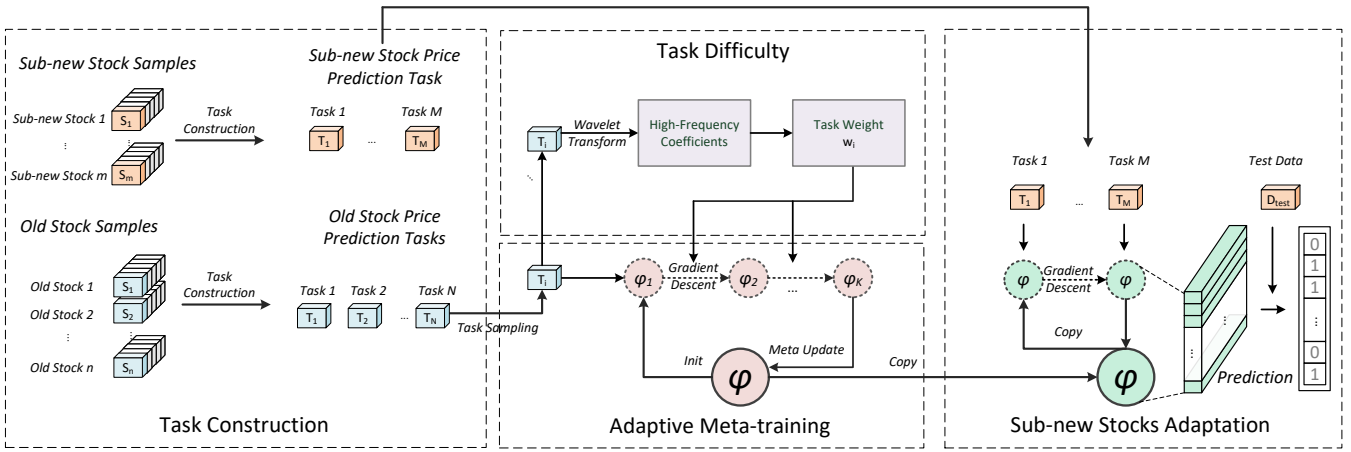 Sub-new Stock Samples
Sub-new Stock 1
S1
...
Sub-new Stock m
Sm
Task
Construction
Sub-new Stock Price
Prediction Task
Task 1
Task M
T1
...
TM
Old Stock Samples
Old Stock 1
S1
Old Stock 2
S2
...
Old Stock n
Sn
Task
Construction
Old Stock Price
Prediction Tasks
Task 1
Task 2
Task N
T1
T2
...
TN
Task Construction
Task Sampling
Task Difficulty
Ti
Wavelet
Transform
High-Frequency
Coefficients
Task Weight
wi
...
Ti
φ1
Gradient
Descent
φ2
...
φK
Init
Meta Update
φ
Copy
Adaptive Meta-training
Task 1
Task M
Test Data
T1
...
TM
Dtest
φ
Gradient
Descent
φ
Copy
φ
...
...
Prediction
0
1
1
...
0
1
Sub-new Stocks Adaptation